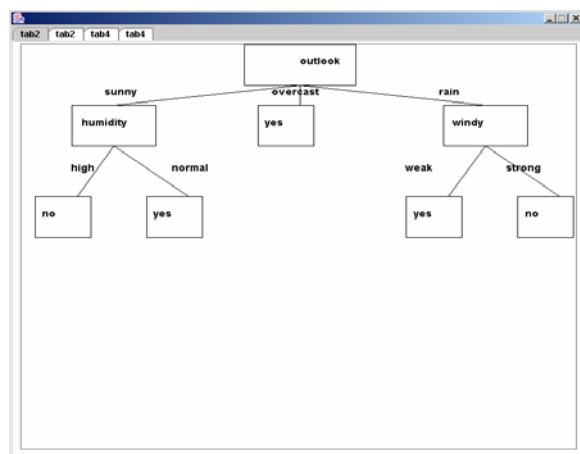 tab2 tab2 tab4 tab4
outlook
sunny overcast rain
humidity yes windy
high normal weak strong
no yes yes no